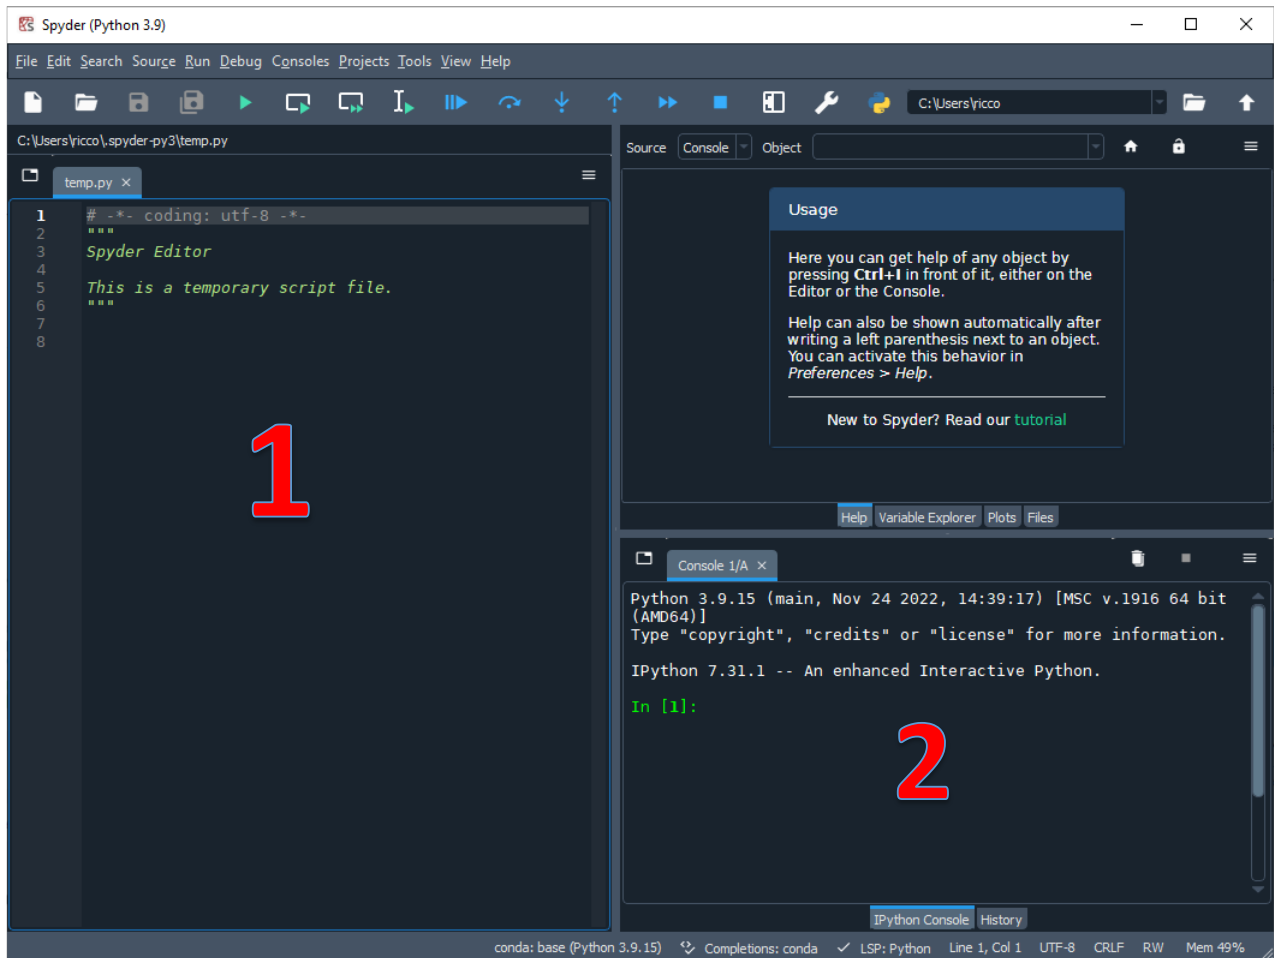 Spyder (Python 3.9)
File Edit Search Source Run Debug Consoles Projects Tools View Help
C:\Users\ricco
C:\Users\ricco\.spyder-py3\temp.py
temp.py
1 # -*- coding: utf-8 -*-
2 """
3 Spyder Editor
4
5 This is a temporary script file.
6 """
7
8
1
Source Console Object
Usage
Here you can get help of any object by
pressing Ctrl+I in front of it, either on the
Editor or the Console.
Help can also be shown automatically after
writing a left parenthesis next to an object.
You can activate this behavior in
Preferences > Help.
New to Spyder? Read our tutorial
Help Variable Explorer Plots Files
Console 1/A
Python 3.9.15 (main, Nov 24 2022, 14:39:17) [MSC v.1916 64 bit
(AMD64)]
Type "copyright", "credits" or "license" for more information.
IPython 7.31.1 -- An enhanced Interactive Python.
In [1]:
2
IPython Console History
conda: base (Python 3.9.15) Completions: conda LSP: Python Line 1, Col 1 UTF-8 CRLF RW Mem 49%